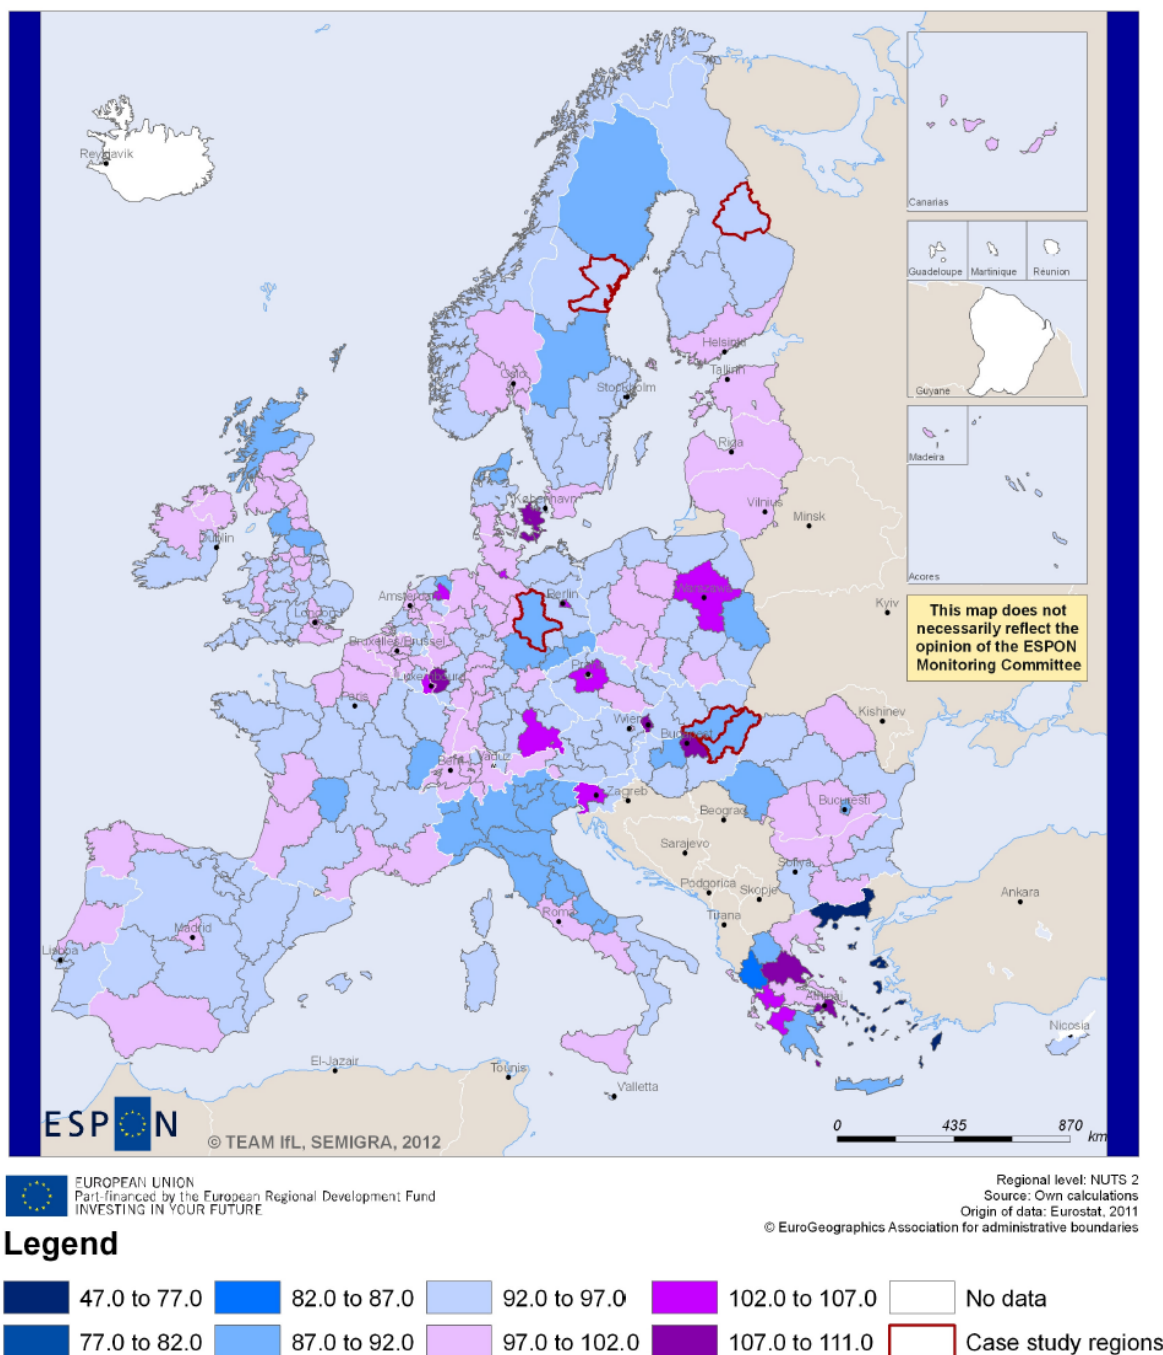 Reykjavik
Canarias
Guadeloupe
Martinique
Reunion
Guyane
Helsinki
Oslo
Tallinn
Stockholm
Riga
Madeira
København
Vilnius
Minsk
Dublin
Acores
Amsterdam
Berlin
Warszawa
Kyiv
London
This map does not
necessarily reflect the
opinion of the ESPON
Monitoring Committee
Bruxelles/Brussel
Luxembourg
Praha
Paris
Kishinev
Wien
Budapest
Bern
Vaduz
Zagreb
Bucuresti
Beograd
Sarajevo
Sofiya
Podgorica
Skopje
Ankara
Madrid
Roma
Tirana
Lisboa
Athinai
Nicosia
El-Jazair
Tounis
Valletta
ESPON
© TEAM IfL, SEMIGRA, 2012
0 435 870
km
EUROPEAN UNION
Part-financed by the European Regional Development Fund
INVESTING IN YOUR FUTURE
Regional level: NUTS 2
Source: Own calculations
Origin of data: Eurostat, 2011
© EuroGeographics Association for administrative boundaries
Legend
47.0 to 77.0 82.0 to 87.0 92.0 to 97.0 102.0 to 107.0 No data
77.0 to 82.0 87.0 to 92.0 97.0 to 102.0 107.0 to 111.0 Case study regions